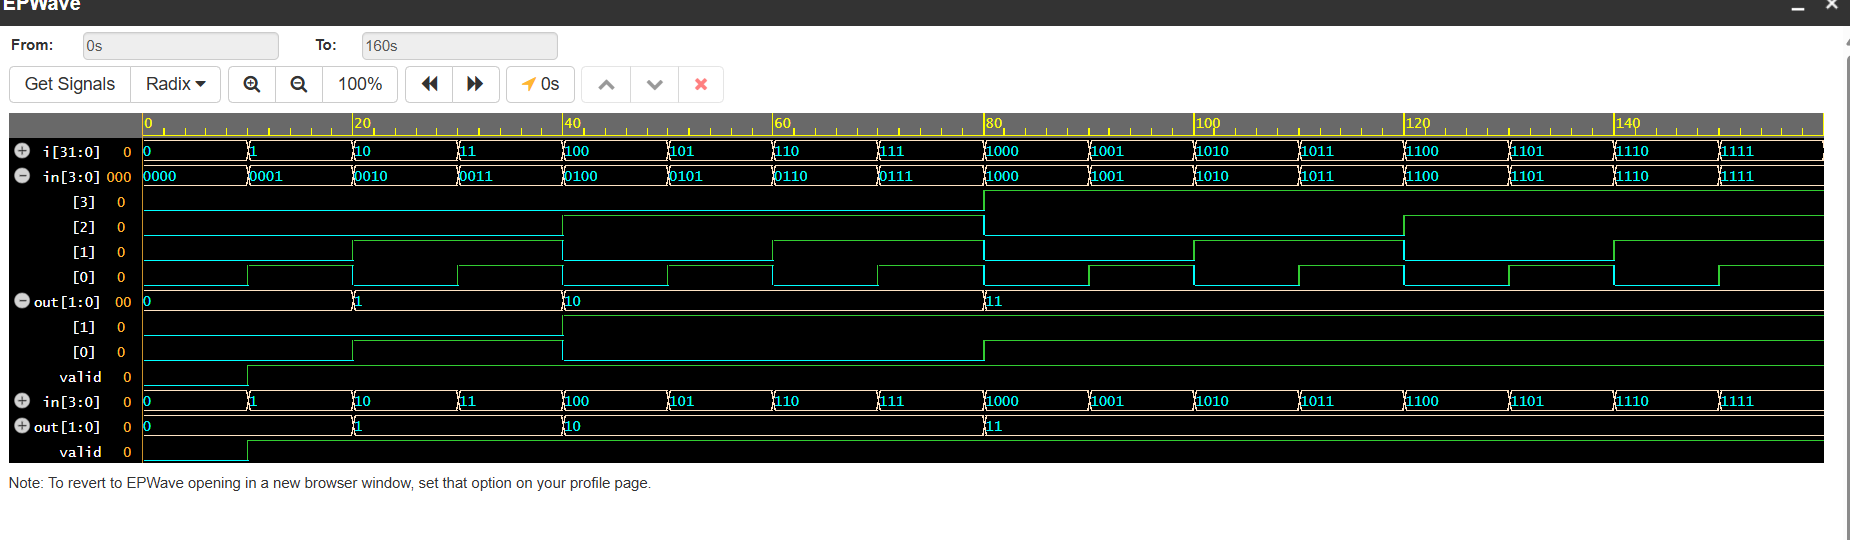 EPWave
From: 0s To: 160s
Get Signals Radix 100% 0s
0 20 40 60 80 100 120 140
i[31:0] 0 0 1 10 11 100 101 110 111 1000 1001 1010 1011 1100 1101 1110 1111
in[3:0] 000 0000 0001 0010 0011 0100 0101 0110 0111 1000 1001 1010 1011 1100 1101 1110 1111
[3] 0
[2] 0
[1] 0
[0] 0
out[1:0] 00 0 1 10 11
[1] 0
[0] 0
valid 0
in[3:0] 0 0 1 10 11 100 101 110 111 1000 1001 1010 1011 1100 1101 1110 1111
out[1:0] 0 0 1 10 11
valid 0
Note: To revert to EPWave opening in a new browser window, set that option on your profile page.